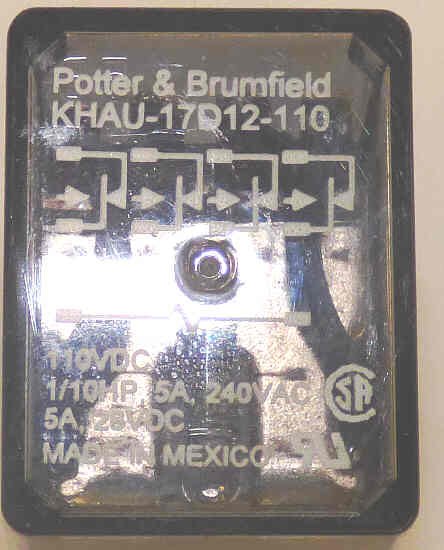 Potter & Brumfield
KHAU-17D12-110
110VDC
1/10HP, 5A, 240VAC
5A, 28VDC
MADE IN MEXICO